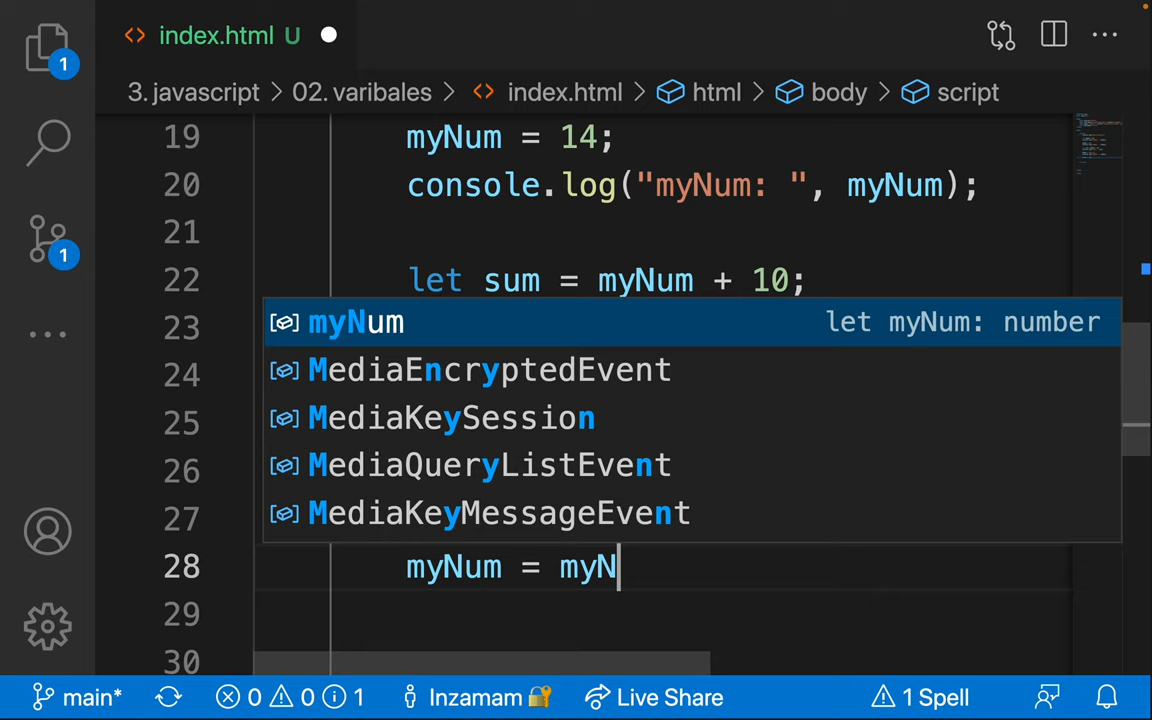 index.html U
3. javascript > 02. varibales > index.html > html > body > script
19 myNum = 14;
20 console.log("myNum: ", myNum);
21
22 let sum = myNum + 10;
23 myNum let myNum: number
24 MediaEncryptedEvent
25 MediaKeySession
26 MediaQueryListEvent
27 MediaKeyMessageEvent
28 myNum = myN
29
30
1
1
main* 0 0 1 Inzamam Live Share 1 Spell